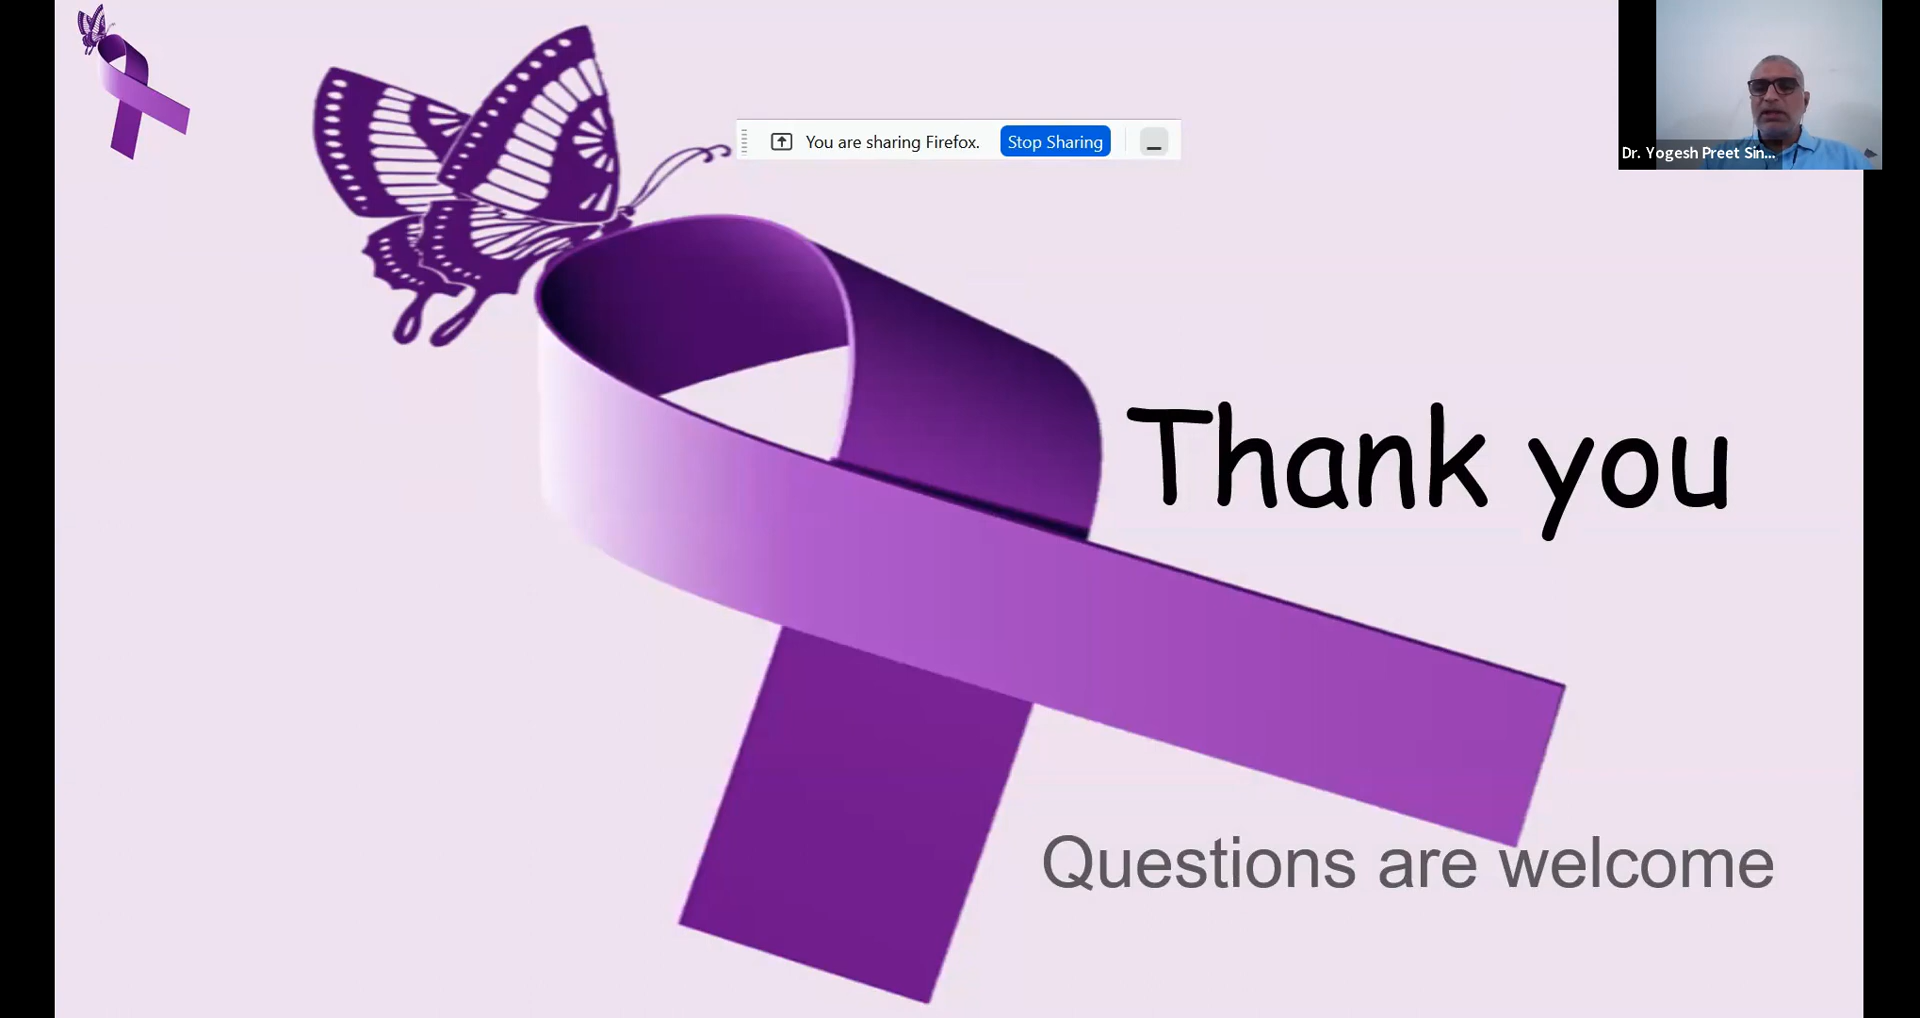 You are sharing Firefox. Stop Sharing
Dr. Yogesh Preet Sin...
Thank you
Questions are welcome